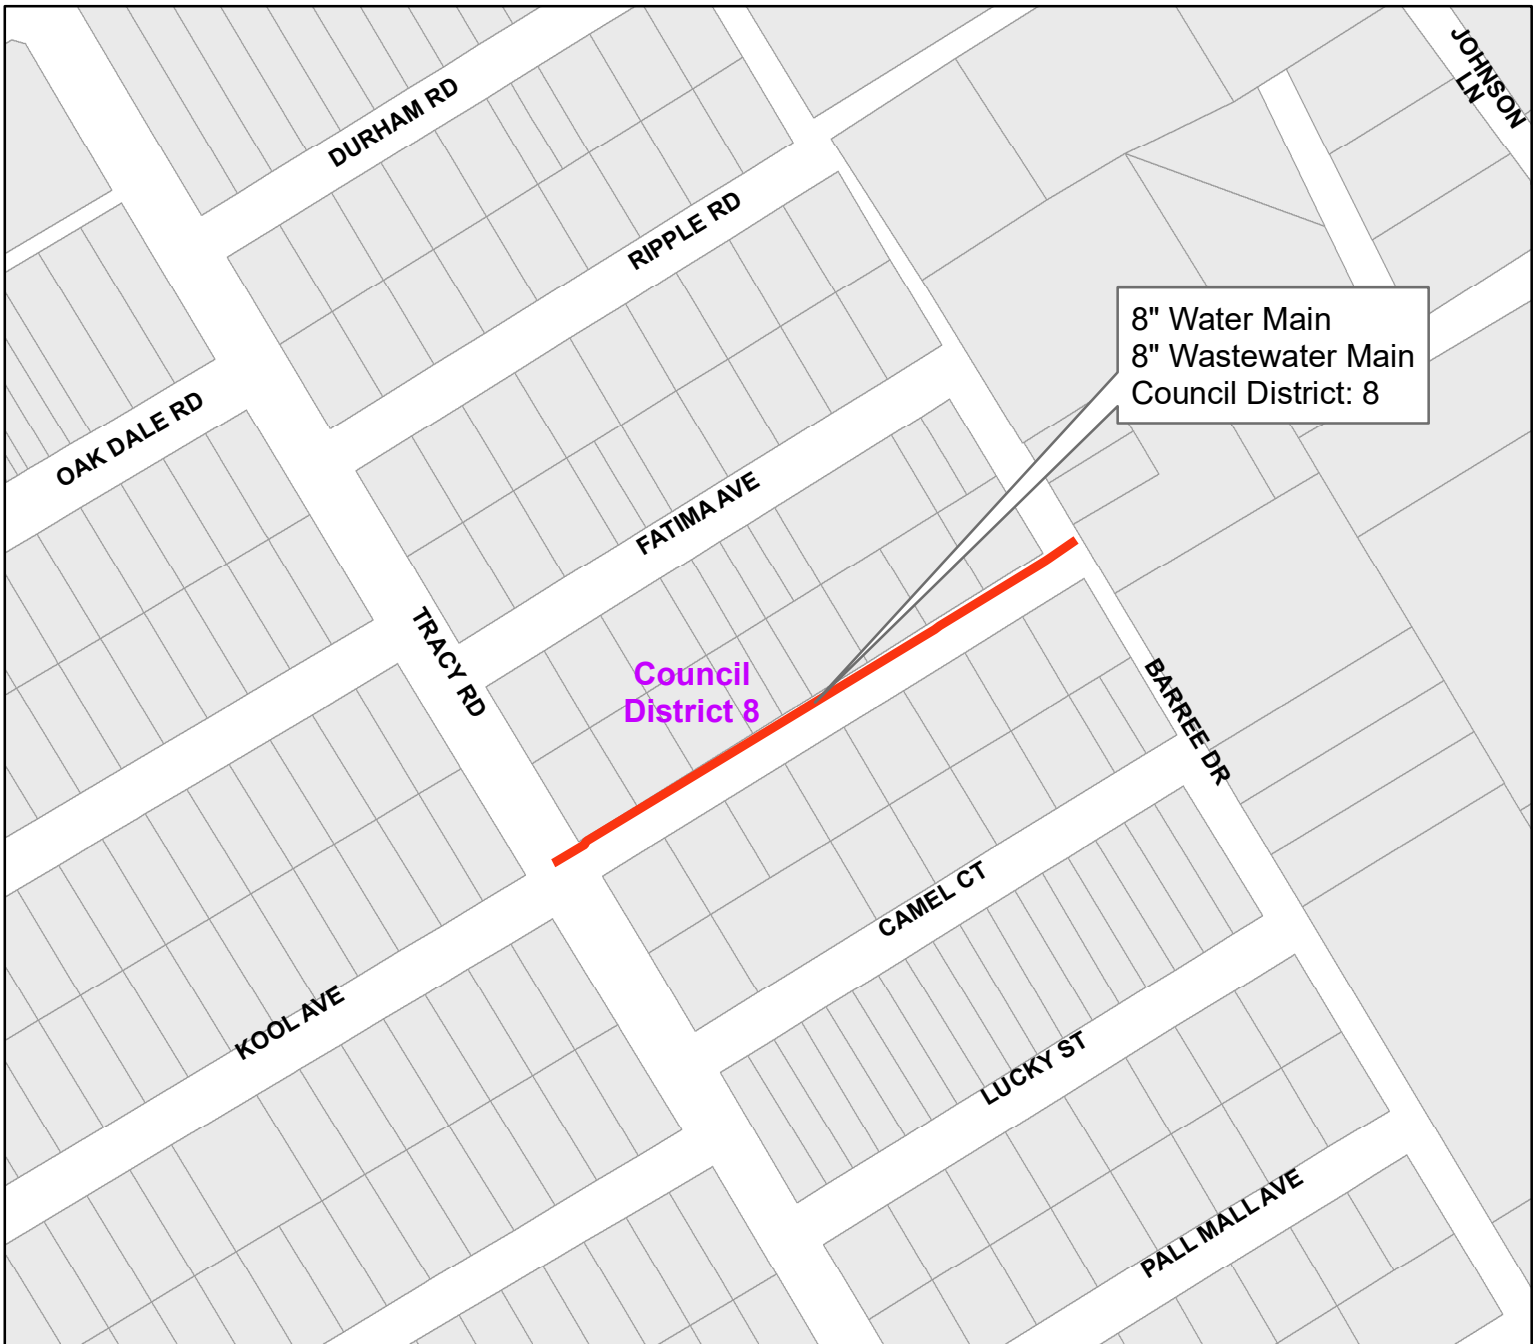 JOHNSON
LN
DURHAM RD
RIPPLE RD
8" Water Main
8" Wastewater Main
Council District: 8
OAK DALE RD
FATIMA AVE
TRACY RD
Council
District 8
BARREE DR
CAMEL CT
KOOL AVE
LUCKY ST
PALL MALL AVE